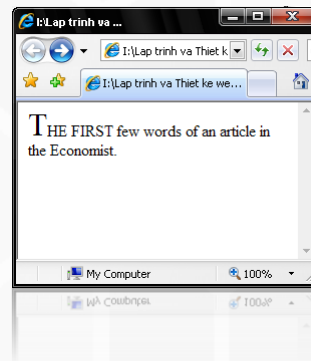 I:\Lap trinh va ...
I:\Lap trinh va Thiet k
I:\Lap trinh va Thiet ke we...
THE FIRST few words of an article in
the Economist.
My Computer
100%